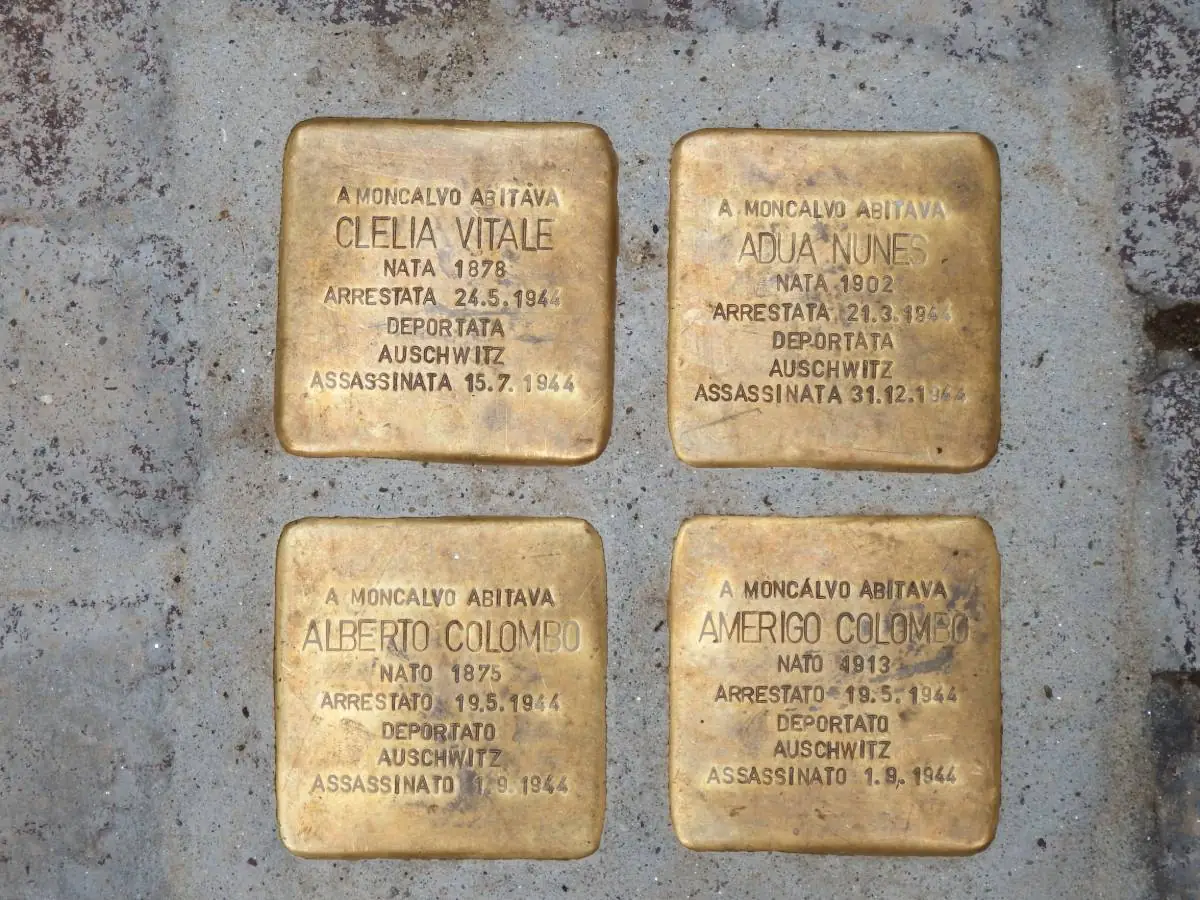 A MONCALVO ABITAVA
CLELIA VITALE
NATA 1878
ARRESTATA 24.5.1944
DEPORTATA
AUSCHWITZ
ASSASSINATA 15.7.1944
A MONCALVO ABITAVA
ADUA NUNES
NATA 1902
ARRESTATA 21.3.1944
DEPORTATA
AUSCHWITZ
ASSASSINATA 31.12.1944
A MONCALVO ABITAVA
ALBERTO COLOMBO
NATO 1875
ARRESTATO 19.5.1944
DEPORTATO
AUSCHWITZ
ASSASSINATO 1.9.1944
A MONCALVO ABITAVA
AMERIGO COLOMBO
NATO 1913
ARRESTATO 19.5.1944
DEPORTATO
AUSCHWITZ
ASSASSINATO 1.9.1944